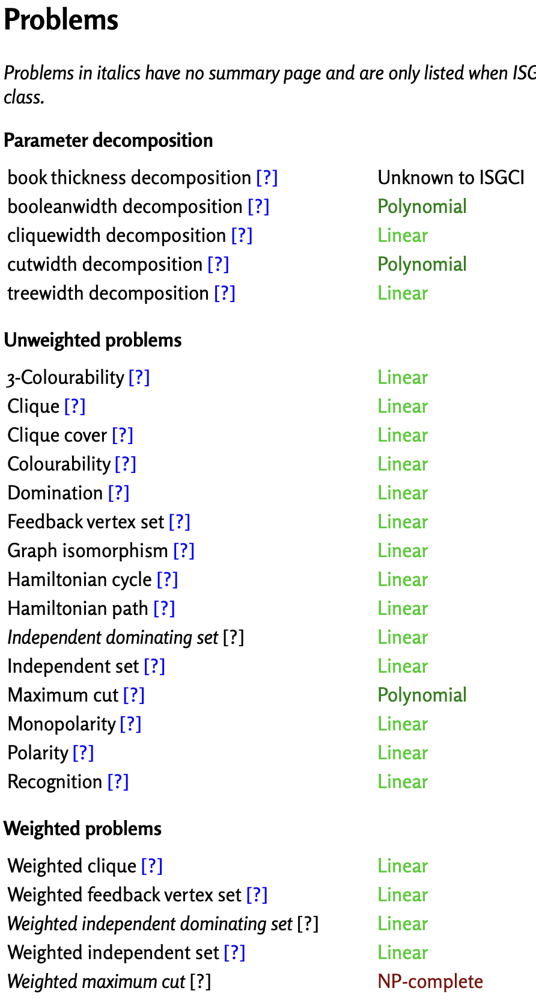 Problems
Problems in italics have no summary page and are only listed when ISG
class.
Parameter decomposition
book thickness decomposition [?] Unknown to ISGCI
booleanwidth decomposition [?] Polynomial
cliquewidth decomposition [?] Linear
cutwidth decomposition [?] Polynomial
treewidth decomposition [?] Linear
Unweighted problems
3-Colourability [?] Linear
Clique [?] Linear
Clique cover [?] Linear
Colourability [?] Linear
Domination [?] Linear
Feedback vertex set [?] Linear
Graph isomorphism [?] Linear
Hamiltonian cycle [?] Linear
Hamiltonian path [?] Linear
Independent dominating set [?] Linear
Independent set [?] Linear
Maximum cut [?] Polynomial
Monopolarity [?] Linear
Polarity [?] Linear
Recognition [?] Linear
Weighted problems
Weighted clique [?] Linear
Weighted feedback vertex set [?] Linear
Weighted independent dominating set [?] Linear
Weighted independent set [?] Linear
Weighted maximum cut [?] NP-complete